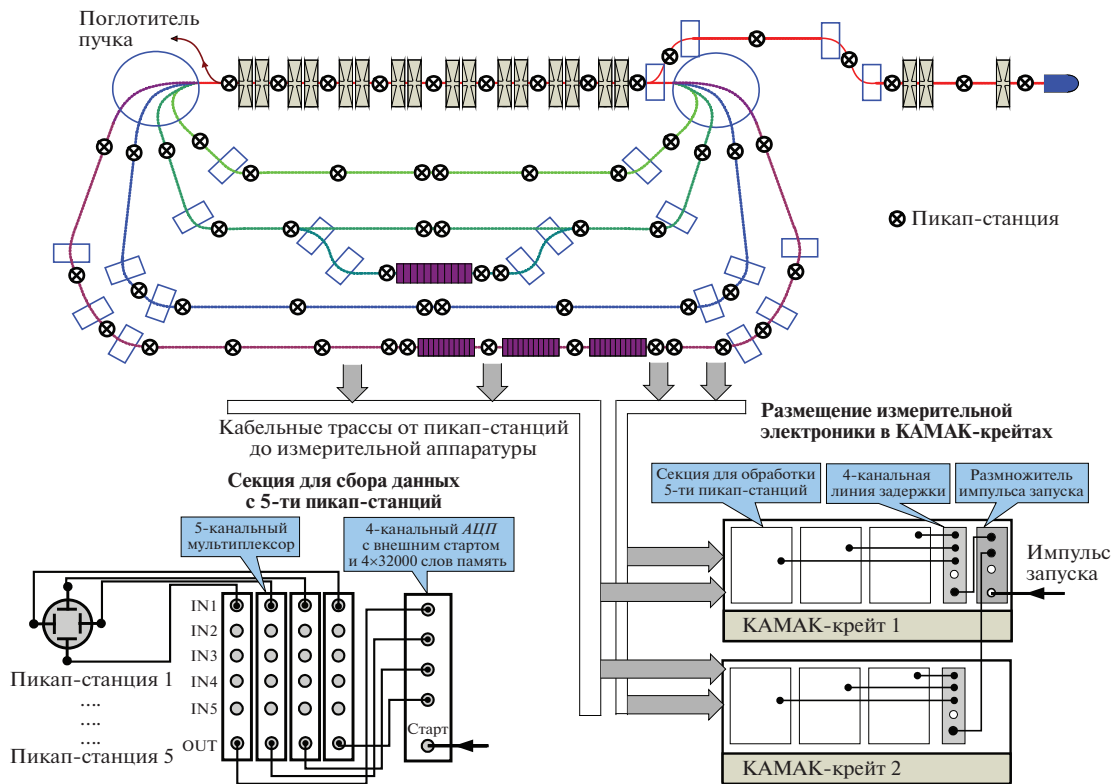 Поглотитель
пучка
Пикап-станция
Кабельные трассы от пикап-станций
до измерительной аппаратуры
Размещение измерительной
электроники в КАМАК-крейтах
Секция для сбора данных
с 5-ти пикап-станций
5-канальный
мультиплексор
4-канальный АЦП
с внешним стартом
и 4×32000 слов память
Секция для обработки
5-ти пикап-станций
4-канальная
линия задержки
Размножитель
импульса запуска
Импульс
запуска
IN1
IN2
IN3
IN4
IN5
OUT
Старт
Пикап-станция 1
....
....
....
Пикап-станция 5
КАМАК-крейт 1
КАМАК-крейт 2